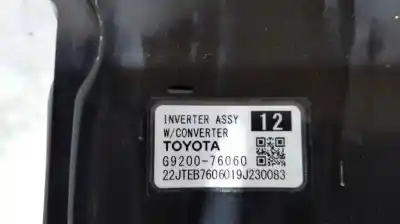 INVERTER ASSY 12
W/CONVERTER
TOYOTA
G9200-76060
22JTEB7606019J230083